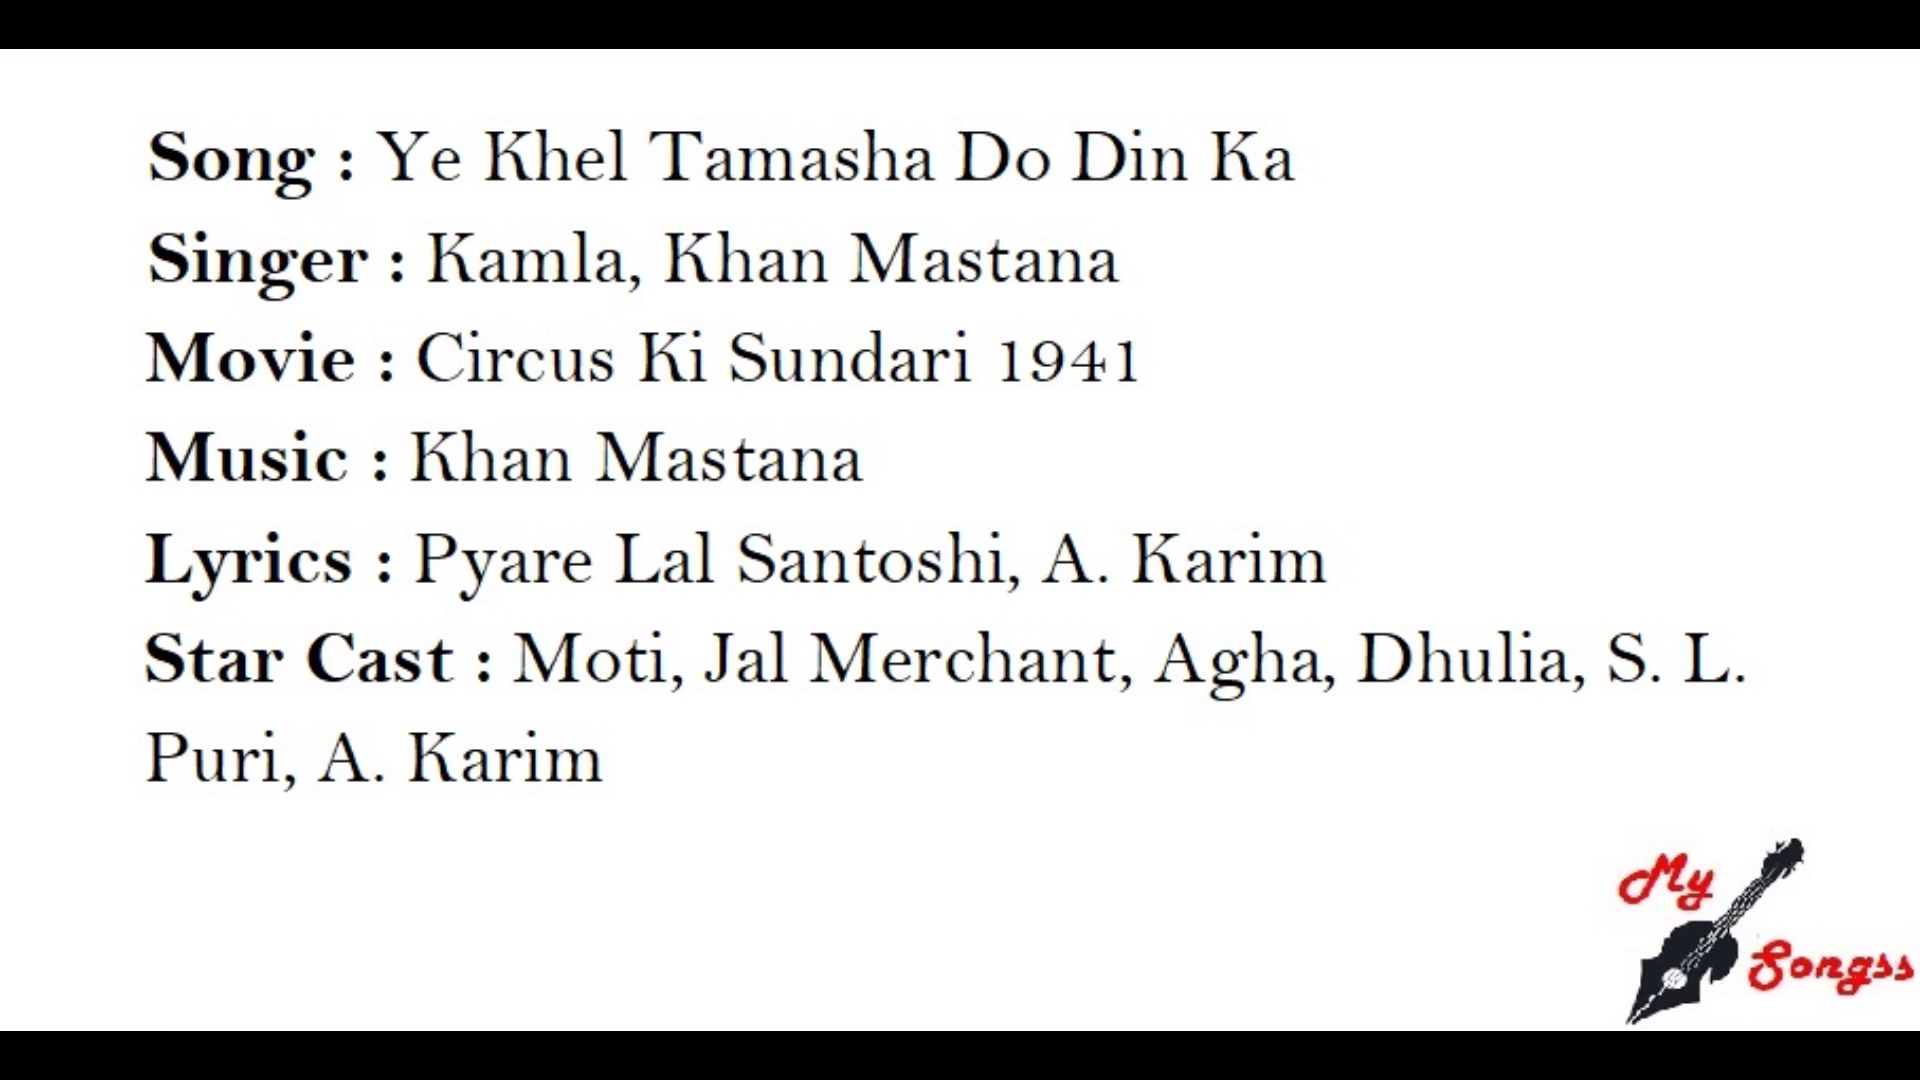 Song : Ye Khel Tamasha Do Din Ka
Singer : Kamla, Khan Mastana
Movie : Circus Ki Sundari 1941
Music : Khan Mastana
Lyrics : Pyare Lal Santoshi, A. Karim
Star Cast : Moti, Jal Merchant, Agha, Dhulia, S. L.
Puri, A. Karim
My
Songss